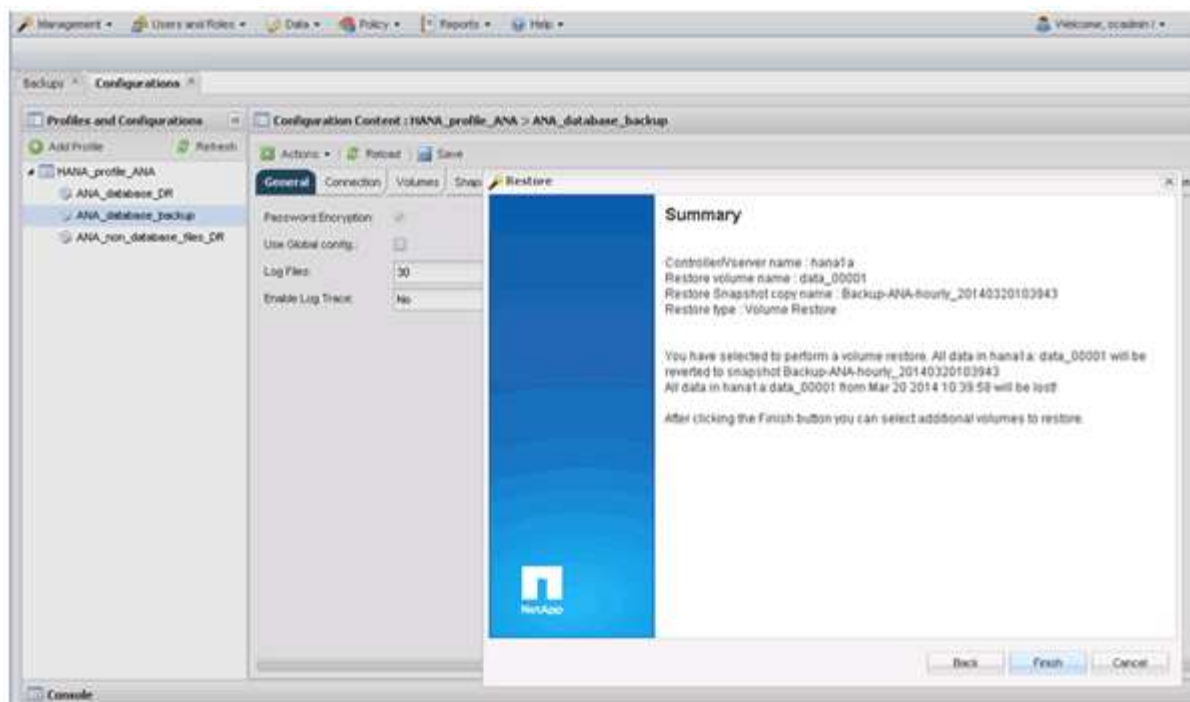 Management Users and Roles Data Policy Reports Help Welcome, scadmin !
Backups Configurations
Profiles and Configurations
Configuration Content : HANA_profile_ANA > ANA_database_backup
Add Profile Refresh
Actions Reload Save
HANA_profile_ANA
ANA_database_DR
ANA_database_backup
ANA_non_database_files_DR
General Connection Volumes Snap
Password Encryption:
Use Global config.:
Log Files: 30
Enable Log Trace: No
Restore
Summary
Controller/Vserver name : hana1a
Restore volume name : data_00001
Restore Snapshot copy name : Backup-ANA-hourly_20140320103943
Restore type : Volume Restore
You have selected to perform a volume restore. All data in hana1a: data_00001 will be
reverted to snapshot Backup-ANA-hourly_20140320103943
All data in hana1a:data_00001 from Mar 20 2014 10:39:58 will be lost!
After clicking the Finish button you can select additional volumes to restore.
NetApp
Back Finish Cancel
Console